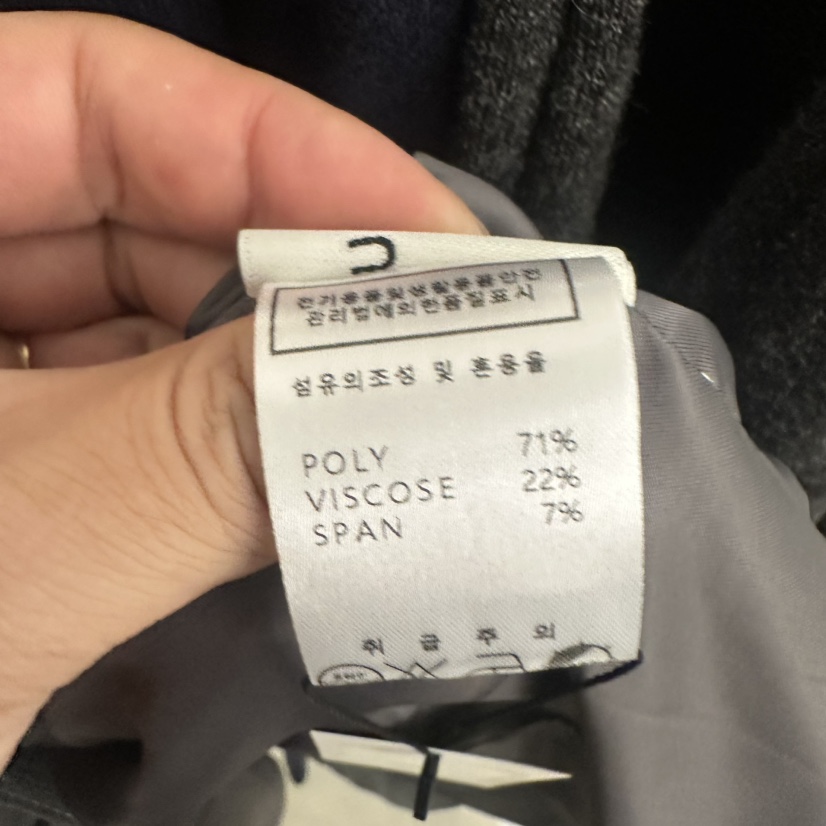 전기용품및생활용품안전
관리법에의한품질표시
섬유의조성 및 혼용율
POLY 71%
VISCOSE 22%
SPAN 7%
취 급 주 의